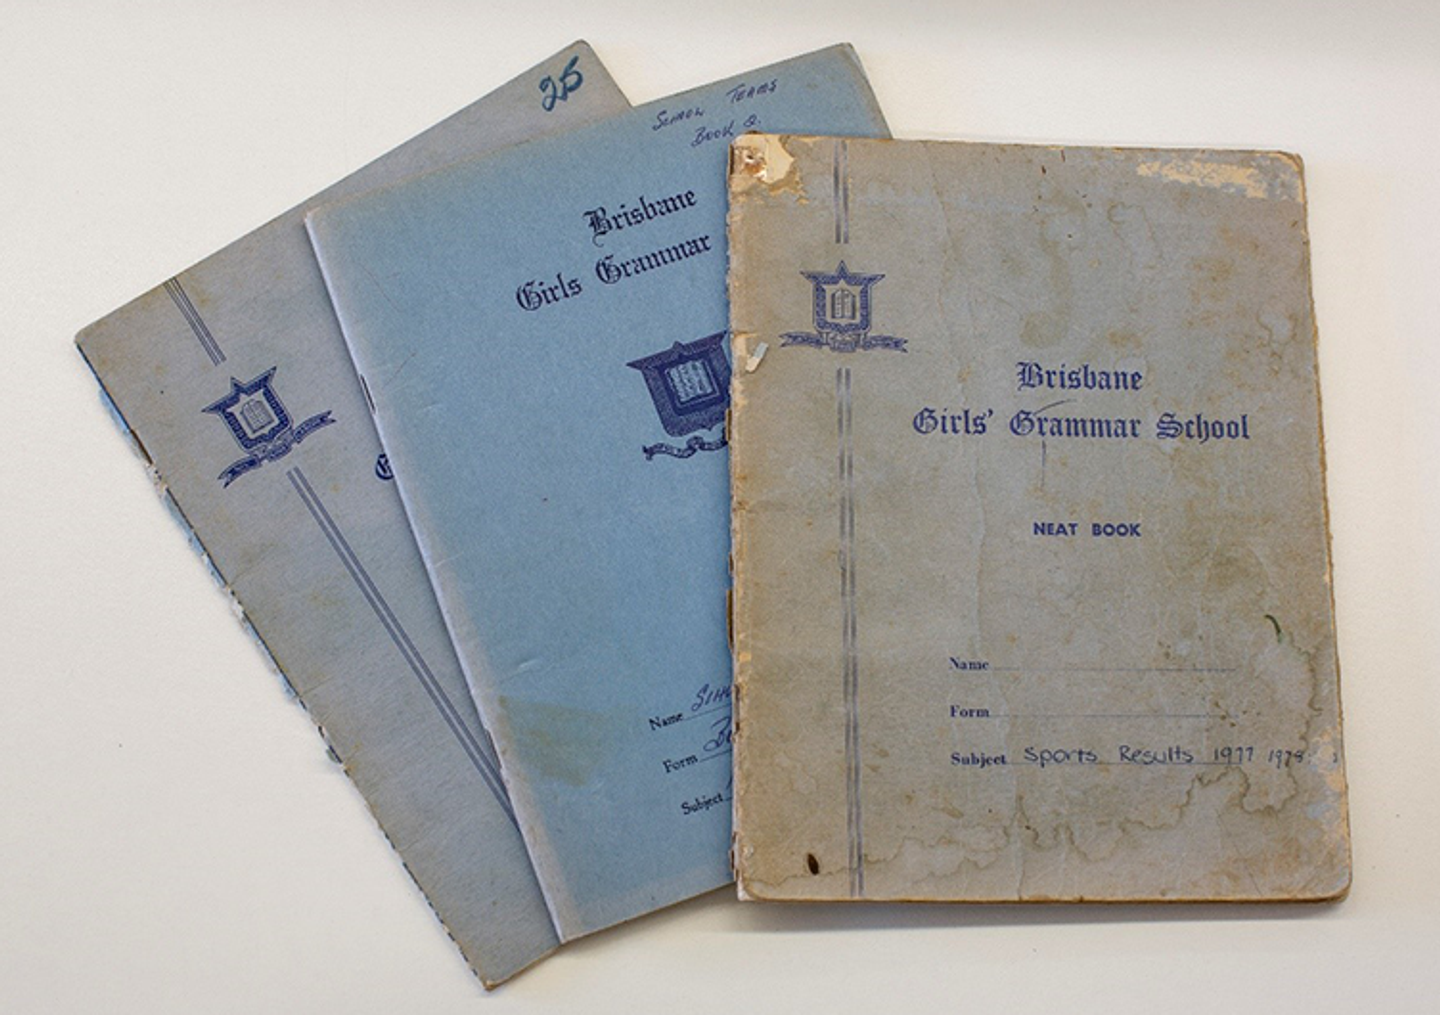 25
School Teams
Book 2.
Brisbane
Girls Grammar
Name
Form
Subject
Brisbane
Girls' Grammar School
NEAT BOOK
Name
Form
Subject Sports Results 1977 1978